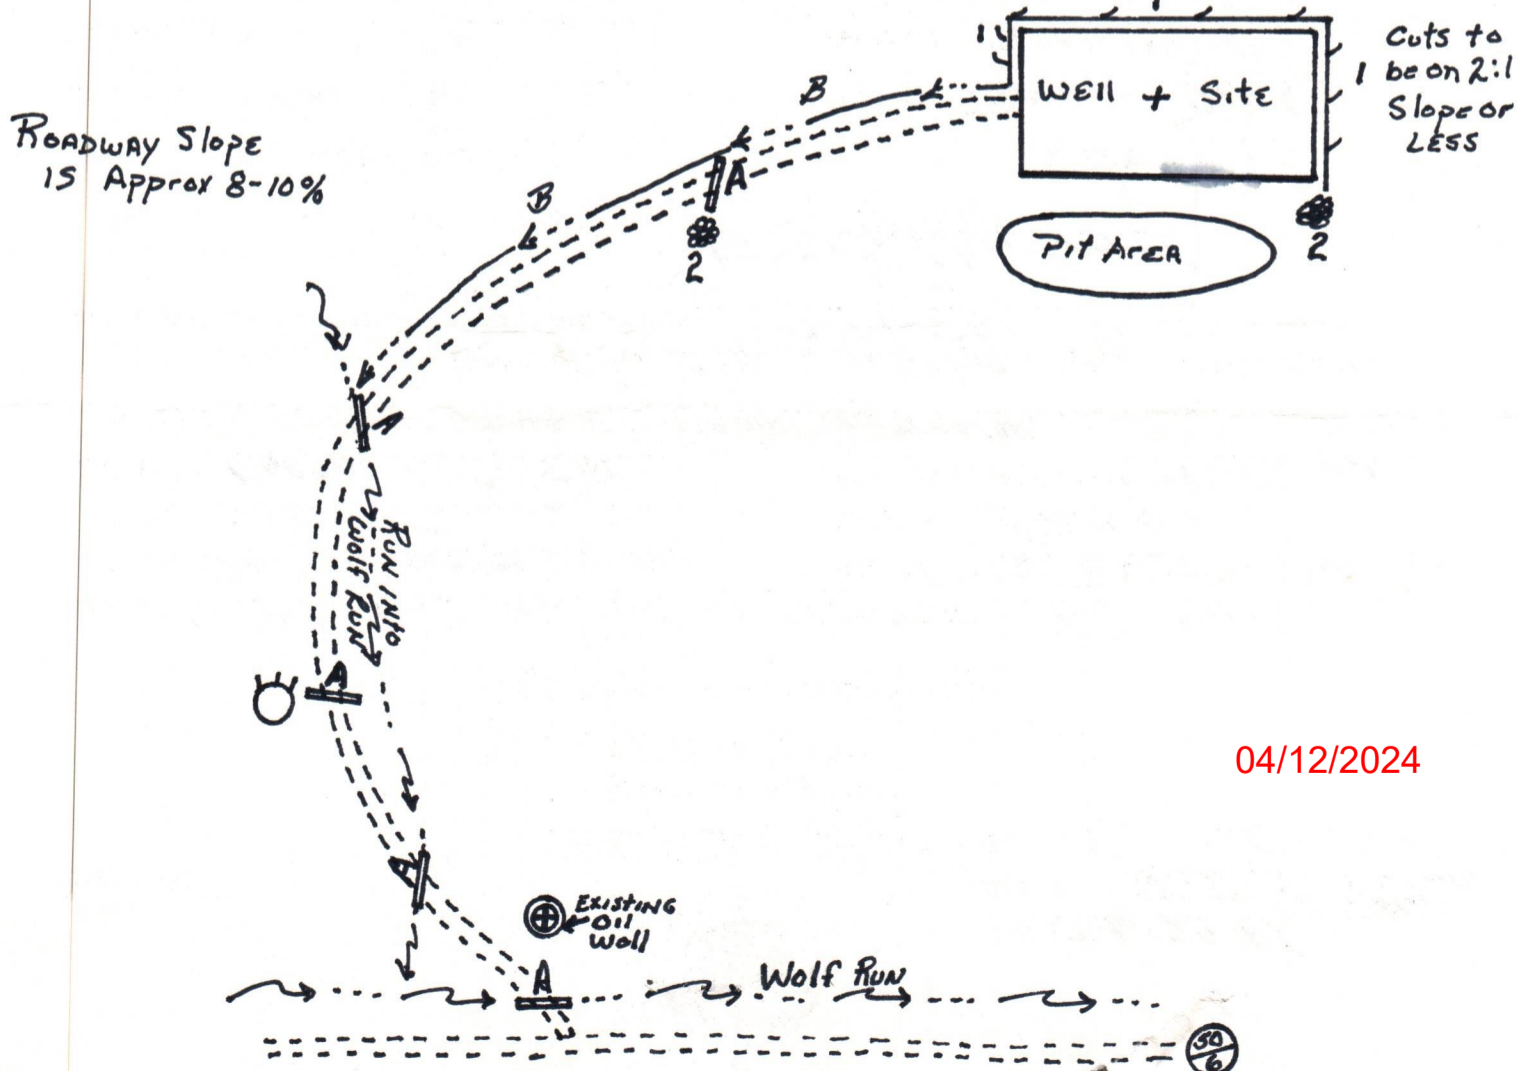 Cuts to
1 1 be on 2:1
Slope or
LESS
WEll + Site
B
ROADWAY Slope
is Approx 8-10%
A
B
2
2
Pit ArEA
A
RUN INto
Wolf RUN
A
04/12/2024
A
EXISTING
Oil
Well
A
Wolf RUN
50
6